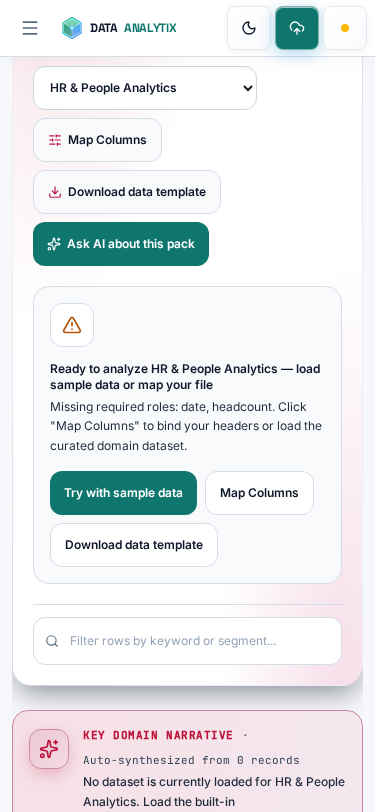 DATA ANALYTIX
HR & People Analytics
Map Columns
Download data template
Ask AI about this pack
Ready to analyze HR & People Analytics — load
sample data or map your file
Missing required roles: date, headcount. Click
"Map Columns" to bind your headers or load the
curated domain dataset.
Try with sample data
Map Columns
Download data template
Filter rows by keyword or segment...
KEY DOMAIN NARRATIVE ·
Auto-synthesized from 0 records
No dataset is currently loaded for HR & People
Analytics. Load the built-in